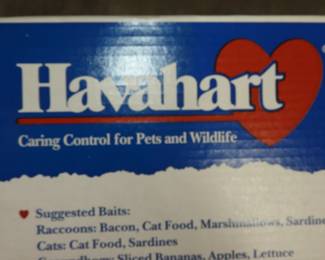 Havahart
Caring Control for Pets and Wildlife
Suggested Baits:
Raccoons: Bacon, Cat Food, Marshmallows,
Cats: Cat Food, Sardines
Sliced Bananas, Apples, Lettuce